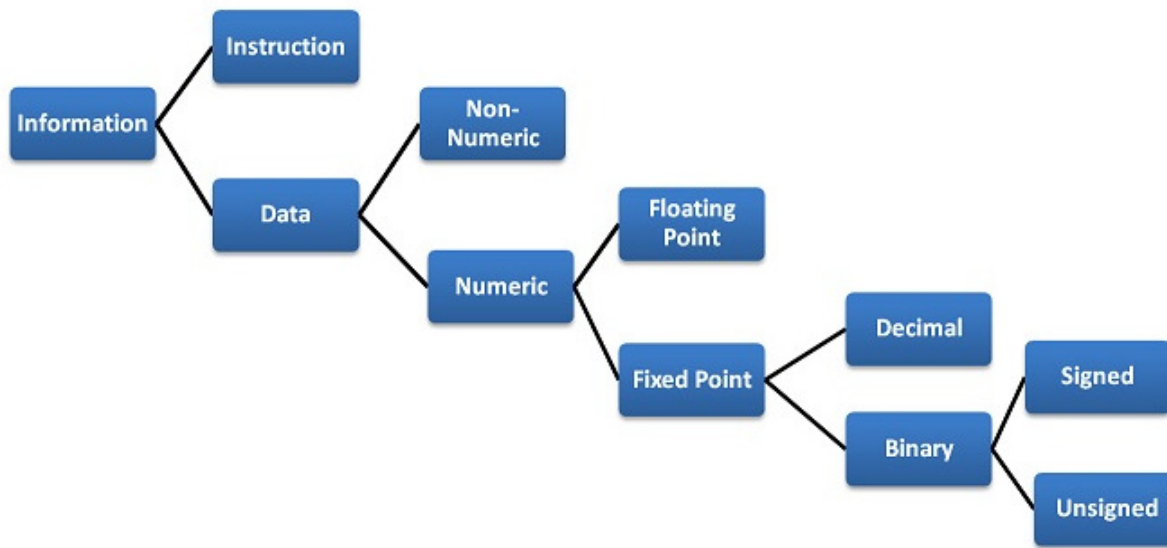 Instruction
Information
Non-
Numeric
Data
Floating
Point
Numeric
Decimal
Fixed Point
Signed
Binary
Unsigned